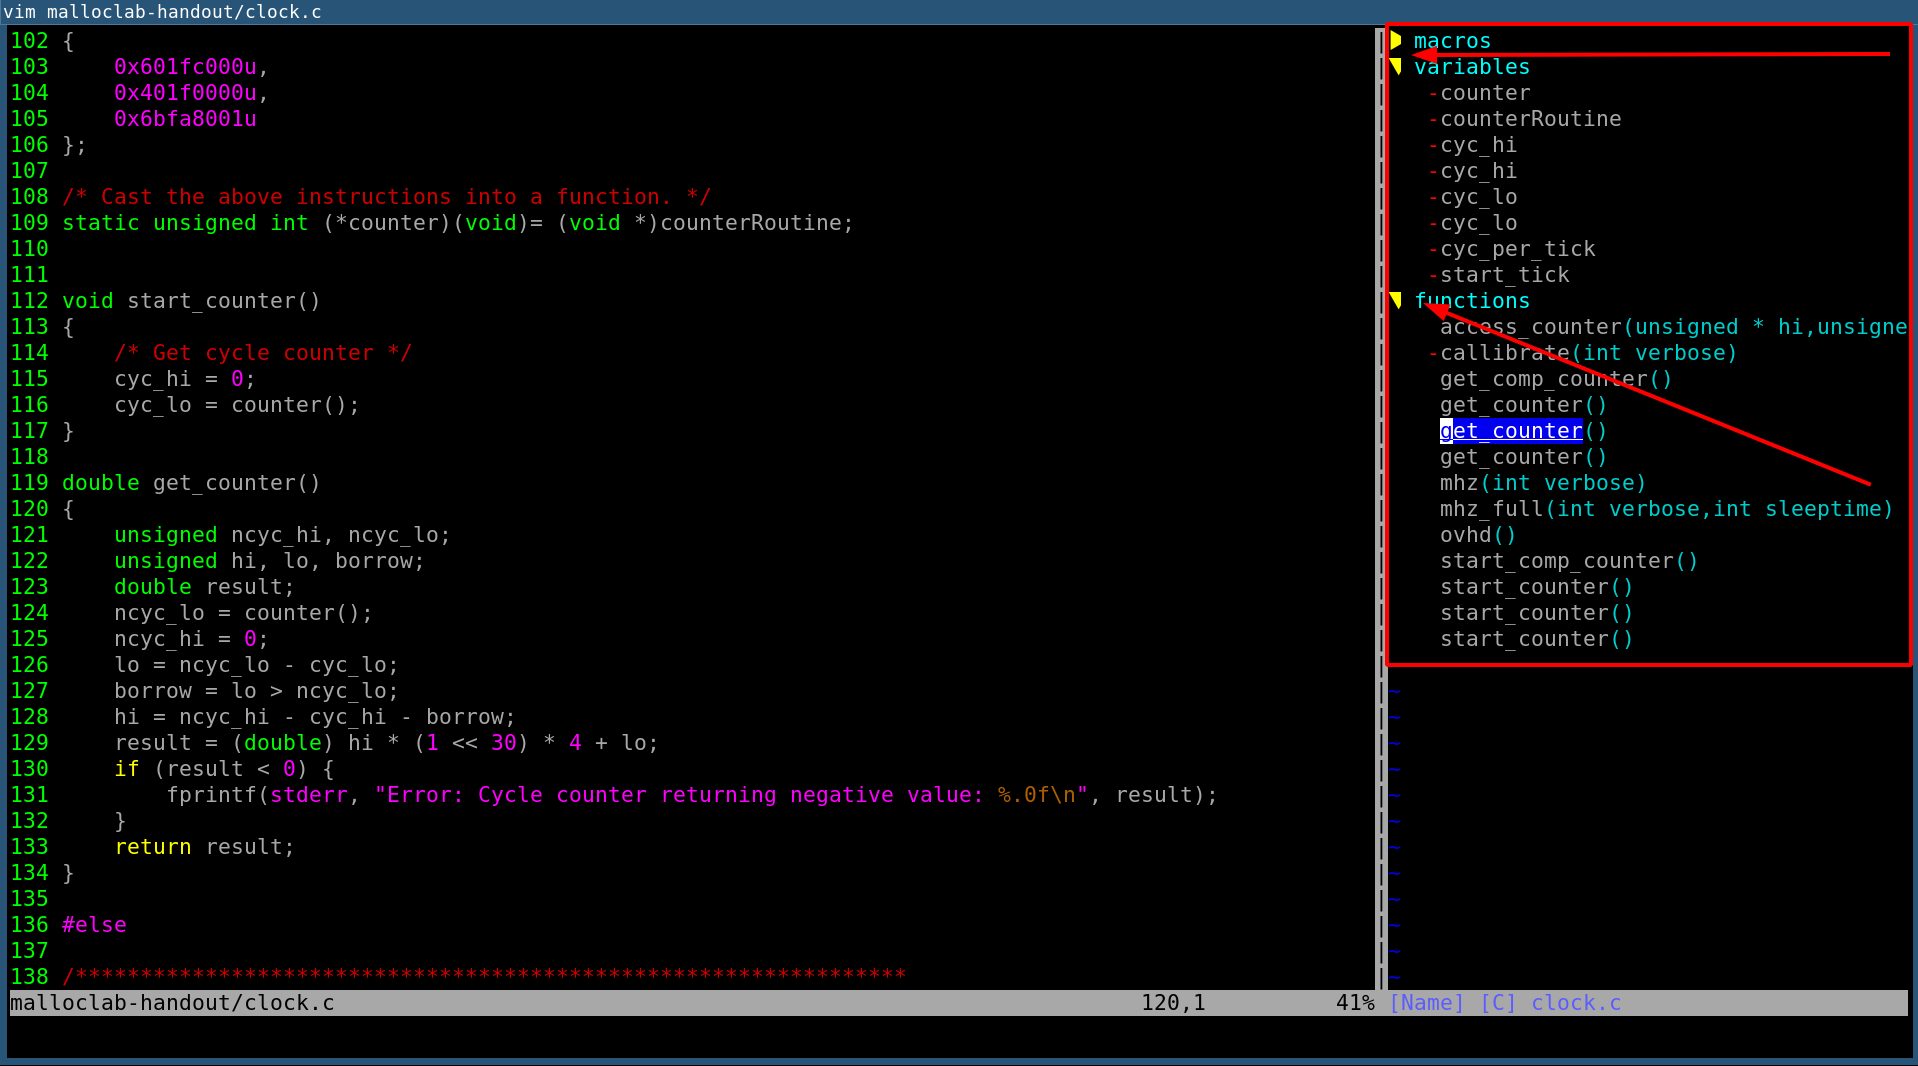 vim malloclab-handout/clock.c
102 {
103     0x601fc000u,
104     0x401f0000u,
105     0x6bfa8001u
106 };
107
108 /* Cast the above instructions into a function. */
109 static unsigned int (*counter)(void)= (void *)counterRoutine;
110
111
112 void start_counter()
113 {
114     /* Get cycle counter */
115     cyc_hi = 0;
116     cyc_lo = counter();
117 }
118
119 double get_counter()
120 {
121     unsigned ncyc_hi, ncyc_lo;
122     unsigned hi, lo, borrow;
123     double result;
124     ncyc_lo = counter();
125     ncyc_hi = 0;
126     lo = ncyc_lo - cyc_lo;
127     borrow = lo > ncyc_lo;
128     hi = ncyc_hi - cyc_hi - borrow;
129     result = (double) hi * (1 << 30) * 4 + lo;
130     if (result < 0) {
131         fprintf(stderr, "Error: Cycle counter returning negative value: %.0f\n", result);
132     }
133     return result;
134 }
135
136 #else
137
138 /****************************************************************
malloclab-handout/clock.c 120,1 41%
▶ macros
▼ variables
-counter
-counterRoutine
-cyc_hi
-cyc_hi
-cyc_lo
-cyc_lo
-cyc_per_tick
-start_tick
▼ functions
access_counter(unsigned * hi,unsigne
-callibrate(int verbose)
get_comp_counter()
get_counter()
get_counter()
get_counter()
mhz(int verbose)
mhz_full(int verbose,int sleeptime)
ovhd()
start_comp_counter()
start_counter()
start_counter()
start_counter()
~
~
~
~
~
~
~
~
~
~
~
~
[Name] [C] clock.c